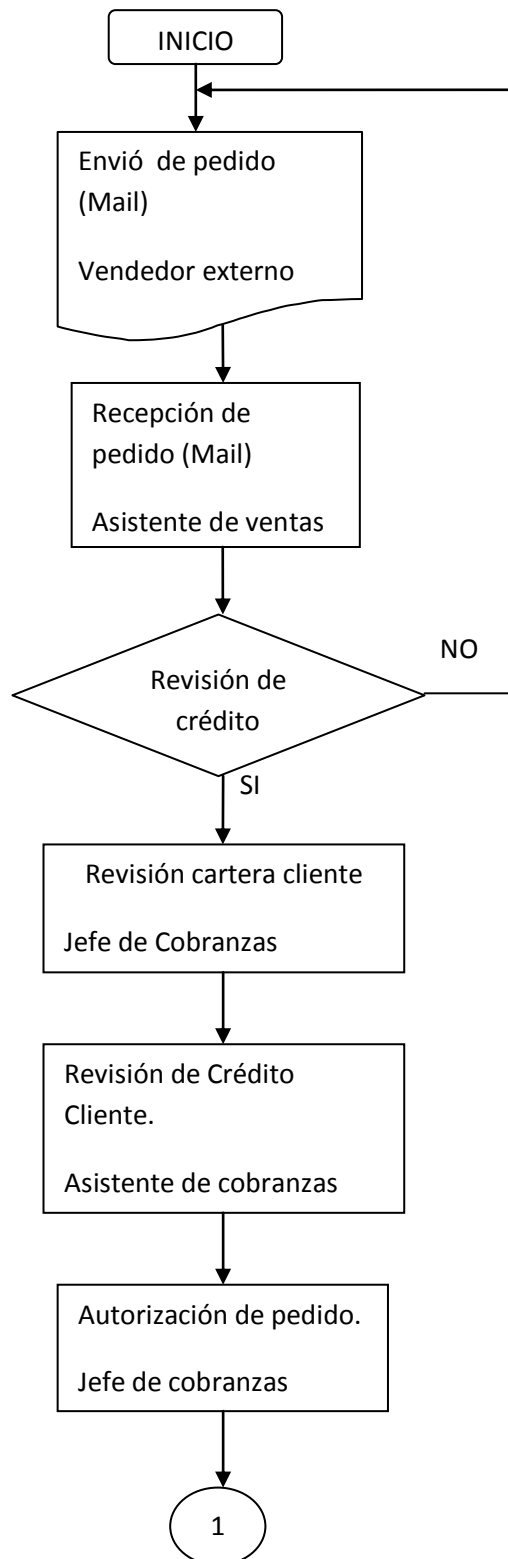 INICIO
Envió de pedido
(Mail)
Vendedor externo
Recepción de
pedido (Mail)
Asistente de ventas
NO
Revisión de
crédito
SI
Revisión cartera cliente
Jefe de Cobranzas
Revisión de Crédito
Cliente.
Asistente de cobranzas
Autorización de pedido.
Jefe de cobranzas
1